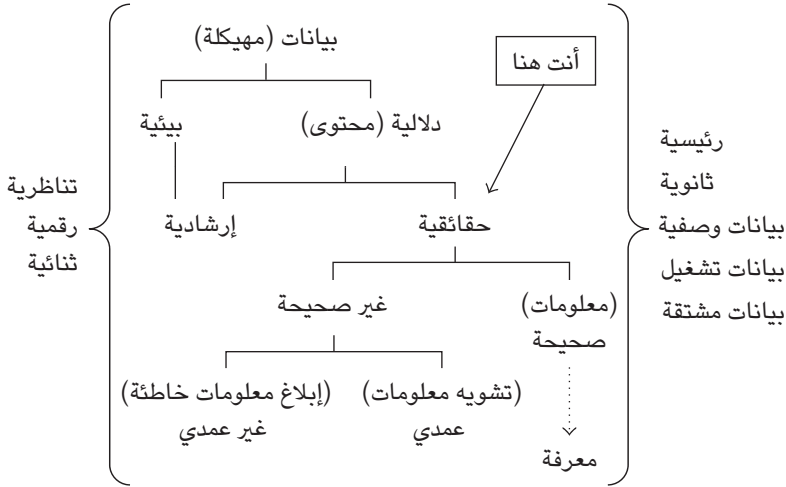 بيانات (مهيكلة)
أنت هنا
دلالية (محتوى)
بيئية
رئيسية
ثانوية
بيانات وصفية
بيانات تشغيل
بيانات مشتقة
تناظرية
رقمية
ثنائية
حقائقية
إرشادية
(معلومات)
صحيحة
غير صحيحة
(تشويه معلومات)
عمدي
(إبلاغ معلومات خاطئة)
غير عمدي
معرفة